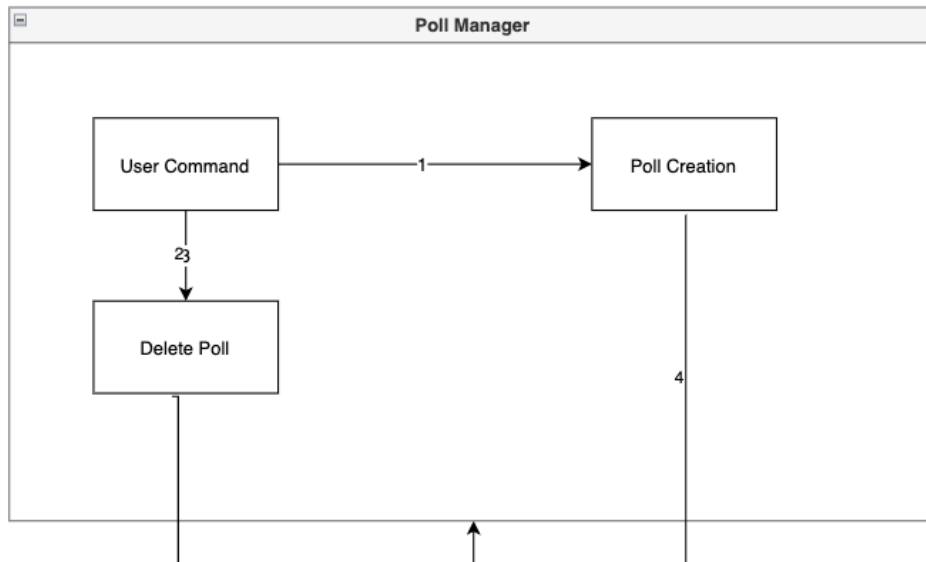 Poll Manager
User Command
1
Poll Creation
23
Delete Poll
4